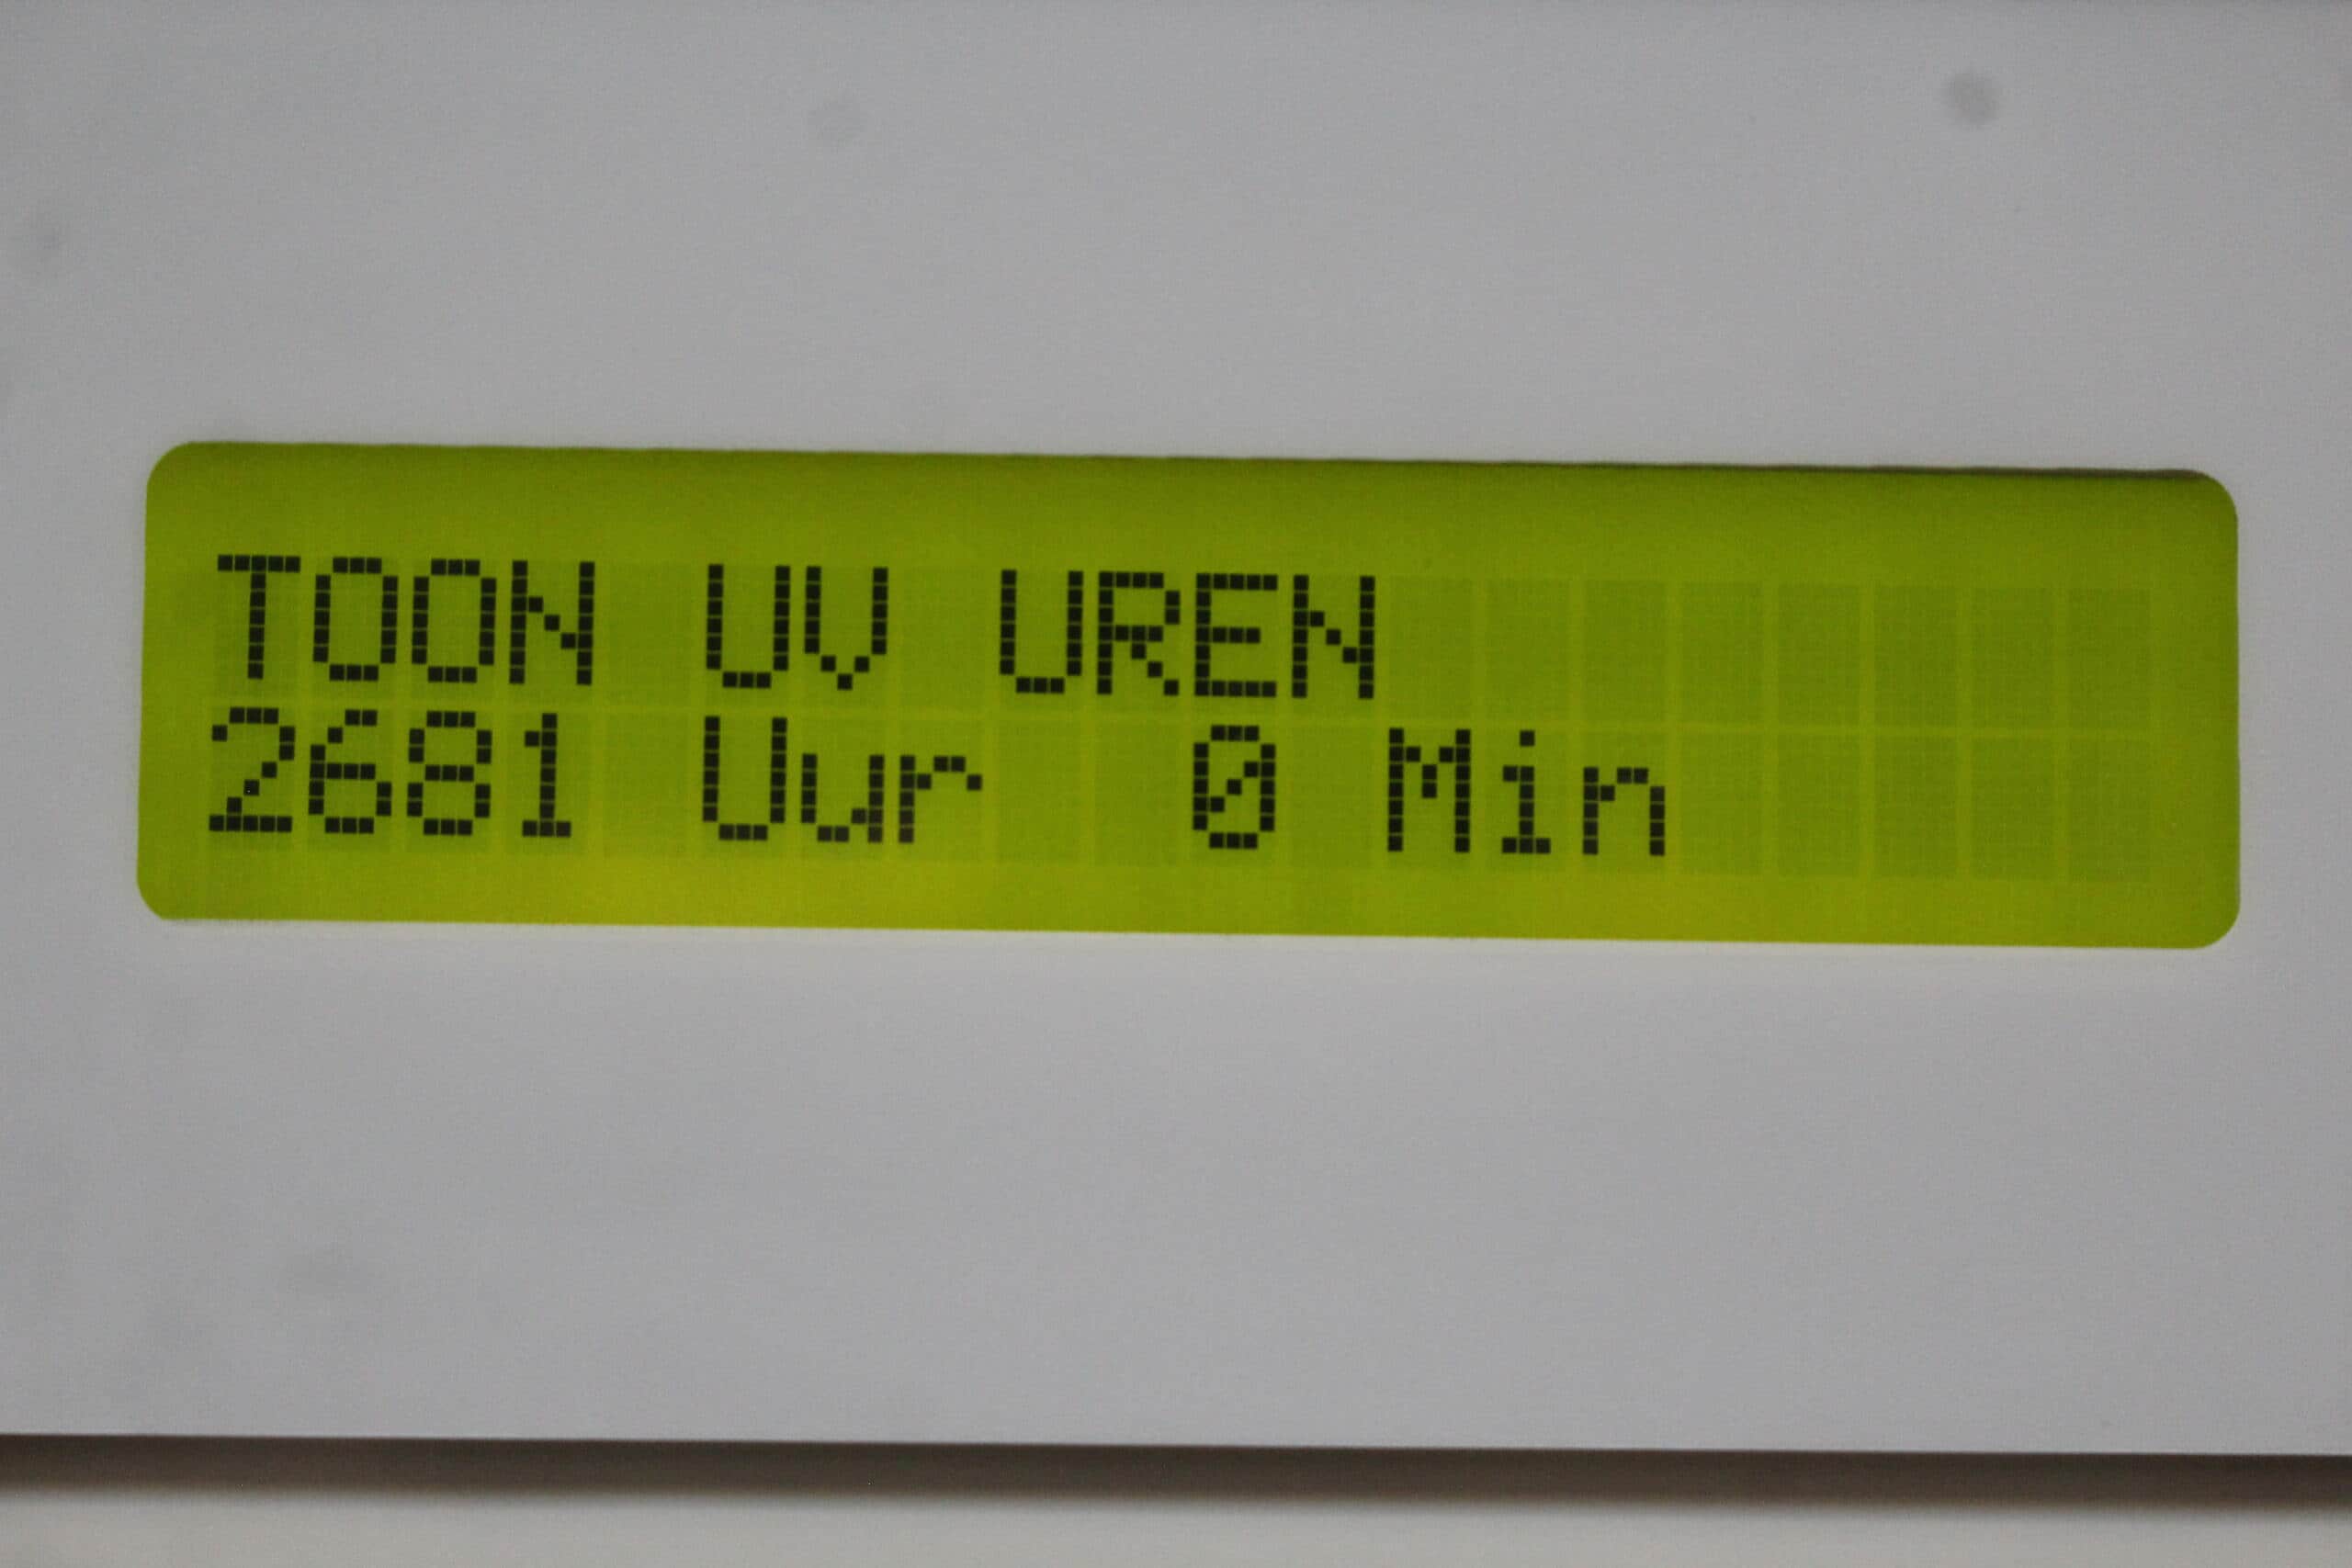 TOON UV UREN
2681 Uur  0 Min